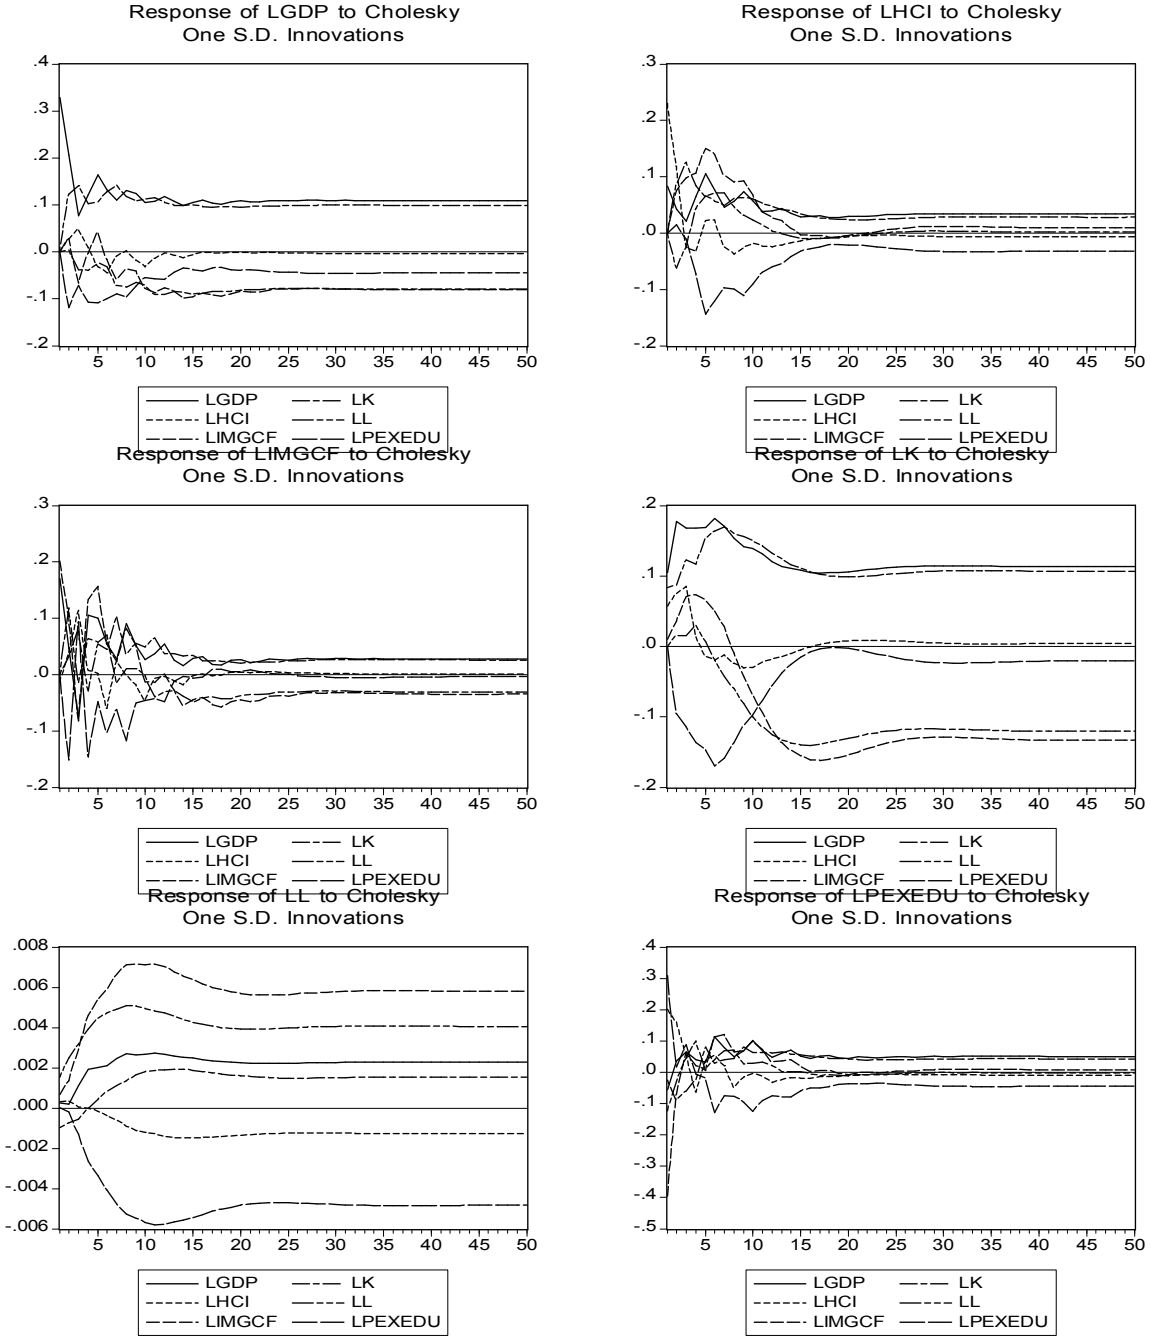 Response of LGDP to Cholesky
One S.D. Innovations
.4
.3
.2
.1
.0
-.1
-.2
5 10 15 20 25 30 35 40 45 50
LGDP LK
LHCI LL
LIMGCF LPEXEDU
Response of LHCI to Cholesky
One S.D. Innovations
.3
.2
.1
.0
-.1
-.2
5 10 15 20 25 30 35 40 45 50
LGDP LK
LHCI LL
LIMGCF LPEXEDU
Response of LIMGCF to Cholesky
One S.D. Innovations
.3
.2
.1
.0
-.1
-.2
5 10 15 20 25 30 35 40 45 50
LGDP LK
LHCI LL
LIMGCF LPEXEDU
Response of LK to Cholesky
One S.D. Innovations
.2
.1
.0
-.1
-.2
5 10 15 20 25 30 35 40 45 50
LGDP LK
LHCI LL
LIMGCF LPEXEDU
Response of LL to Cholesky
One S.D. Innovations
.008
.006
.004
.002
.000
-.002
-.004
-.006
5 10 15 20 25 30 35 40 45 50
LGDP LK
LHCI LL
LIMGCF LPEXEDU
Response of LPEXEDU to Cholesky
One S.D. Innovations
.4
.3
.2
.1
.0
-.1
-.2
-.3
-.4
-.5
5 10 15 20 25 30 35 40 45 50
LGDP LK
LHCI LL
LIMGCF LPEXEDU